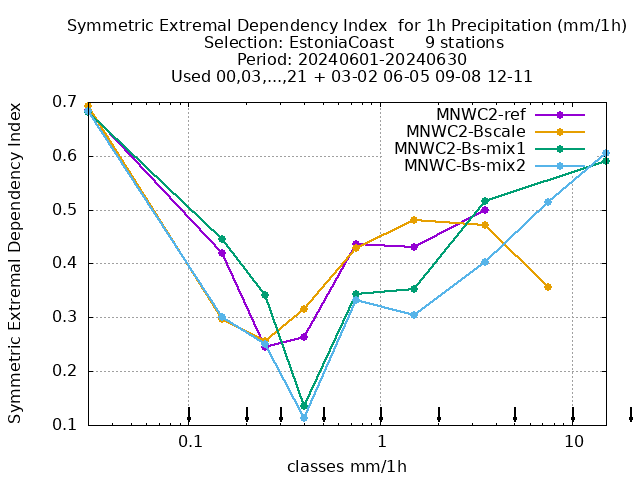 Symmetric Extremal Dependency Index  for 1h Precipitation (mm/1h)
Selection: EstoniaCoast      9 stations
Period: 20240601-20240630
Used 00,03,...,21 + 03-02 06-05 09-08 12-11
Symmetric Extremal Dependency Index
0.7
0.6
0.5
0.4
0.3
0.2
0.1
MNWC2-ref
MNWC2-Bscale
MNWC2-Bs-mix1
MNWC-Bs-mix2
0.1 1 10
classes mm/1h